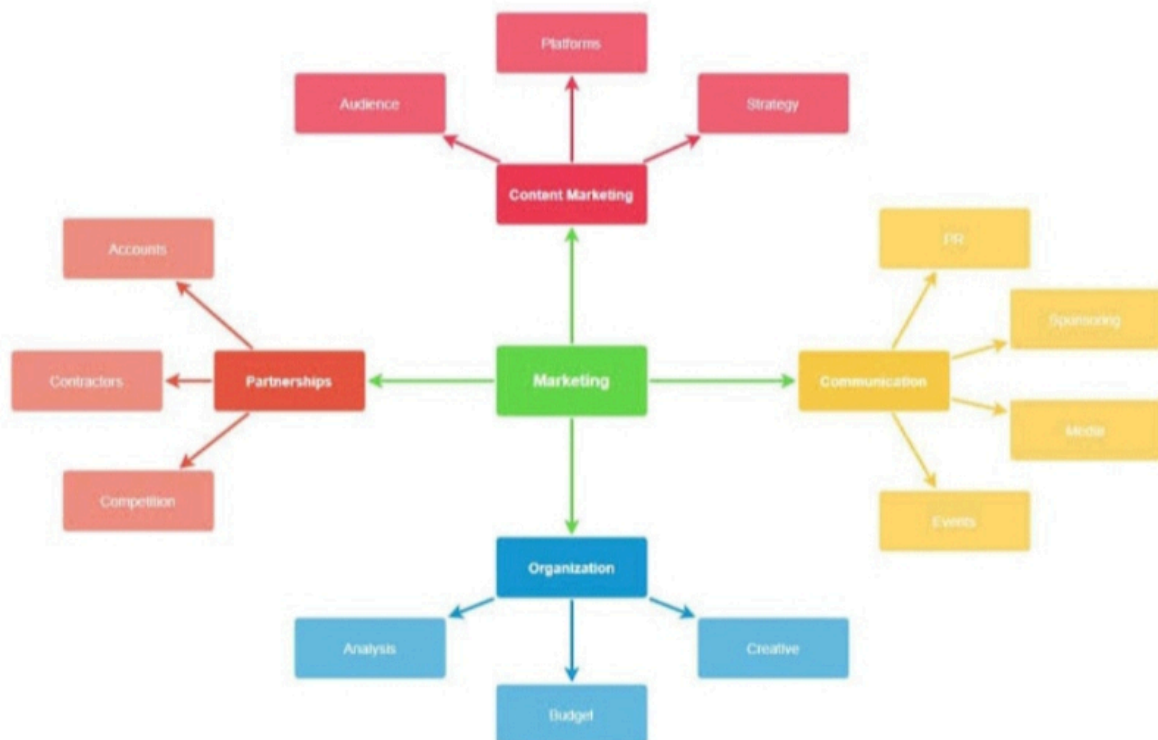 Platforms
Audience
Strategy
Content Marketing
Accounts
PR
Sponsoring
Contractors
Partnerships
Marketing
Communication
Media
Competition
Events
Organization
Analysis
Creative
Budget